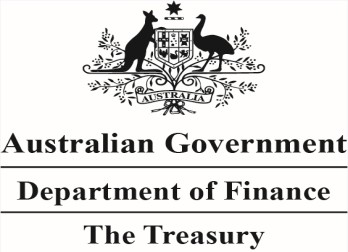 AUSTRALIA
Australian Government
Department of Finance
The Treasury